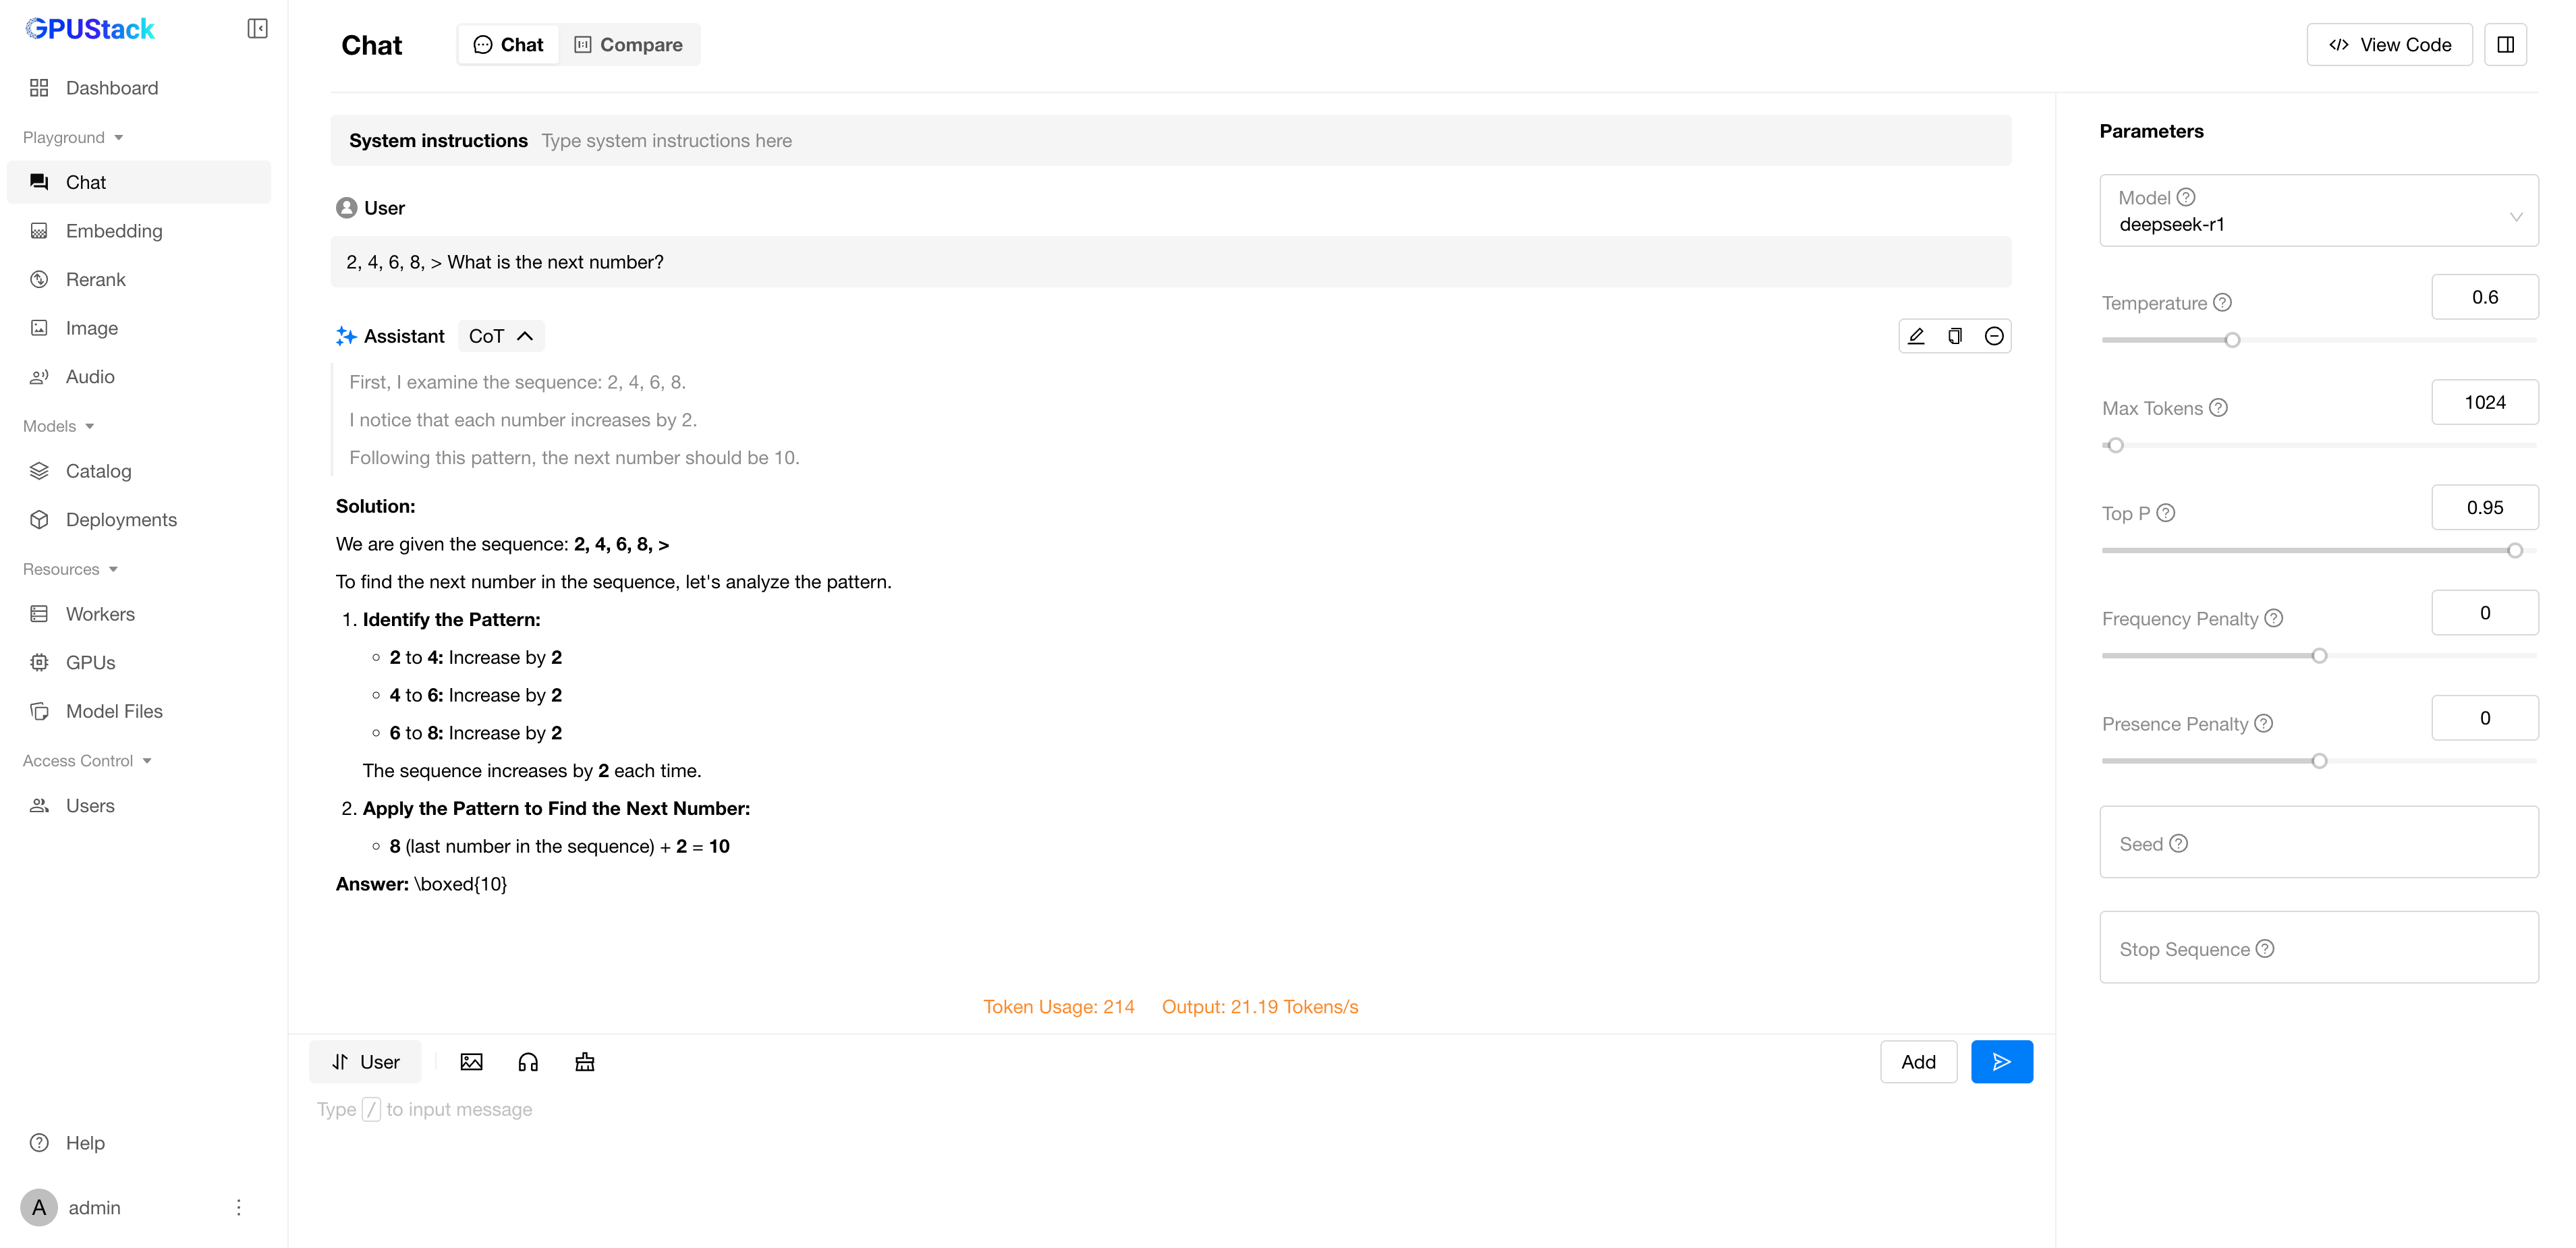 GPUStack
Dashboard
Playground
Chat
Embedding
Rerank
Image
Audio
Models
Catalog
Deployments
Resources
Workers
GPUs
Model Files
Access Control
Users
Help
A admin
Chat
Chat Compare
View Code
System instructions Type system instructions here
User
2, 4, 6, 8, > What is the next number?
Assistant CoT
First, I examine the sequence: 2, 4, 6, 8.
I notice that each number increases by 2.
Following this pattern, the next number should be 10.
Solution:
We are given the sequence: 2, 4, 6, 8, >
To find the next number in the sequence, let's analyze the pattern.
1. Identify the Pattern:
◦ 2 to 4: Increase by 2
◦ 4 to 6: Increase by 2
◦ 6 to 8: Increase by 2
The sequence increases by 2 each time.
2. Apply the Pattern to Find the Next Number:
◦ 8 (last number in the sequence) + 2 = 10
Answer: \boxed{10}
Token Usage: 214 Output: 21.19 Tokens/s
User
Add
Type / to input message
Parameters
Model ?
deepseek-r1
Temperature ? 0.6
Max Tokens ? 1024
Top P ? 0.95
Frequency Penalty ? 0
Presence Penalty ? 0
Seed ?
Stop Sequence ?